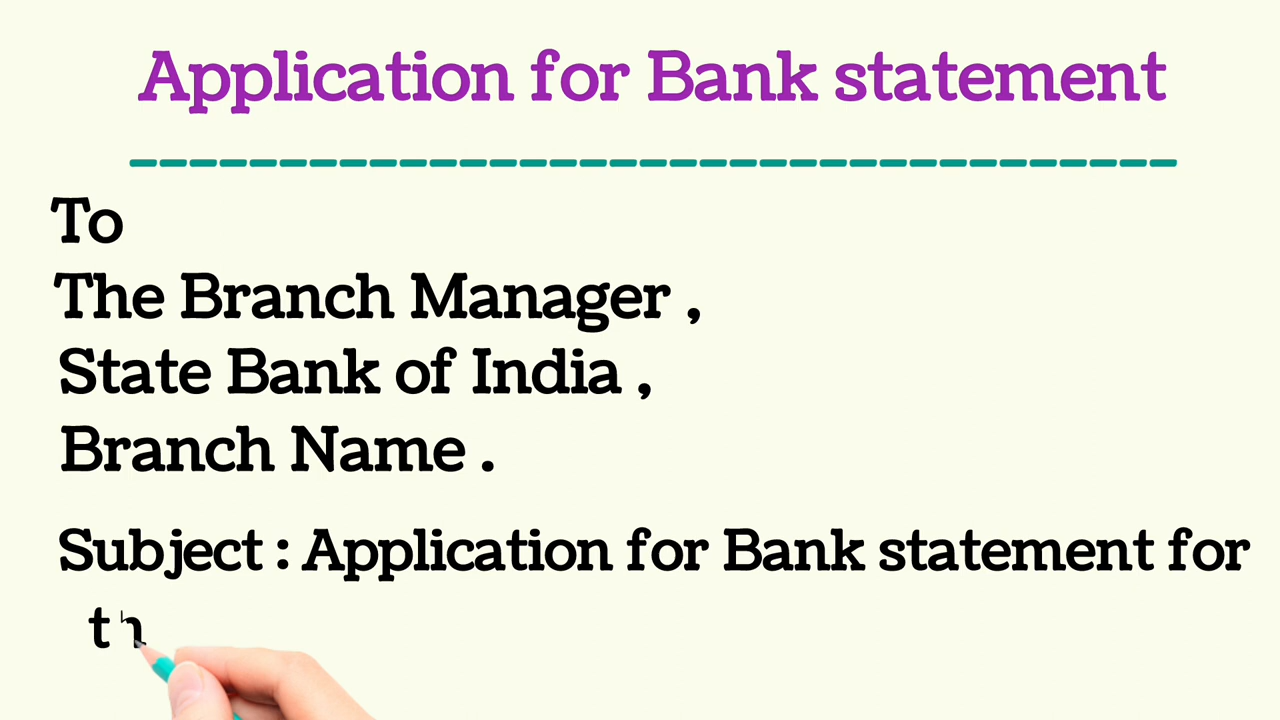 Application for Bank statement
-----------------------------------
To
The Branch Manager ,
State Bank of India ,
Branch Name .
Subject : Application for Bank statement for